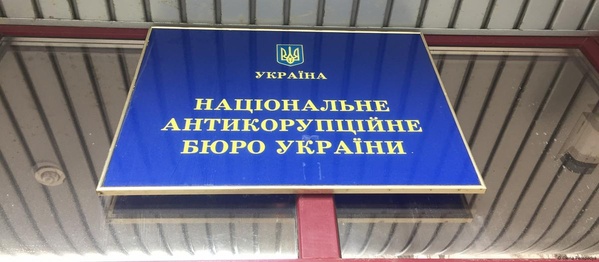 УКРАЇНА
НАЦІОНАЛЬНЕ
АНТИКОРУПЦІЙНЕ
БЮРО УКРАЇНИ